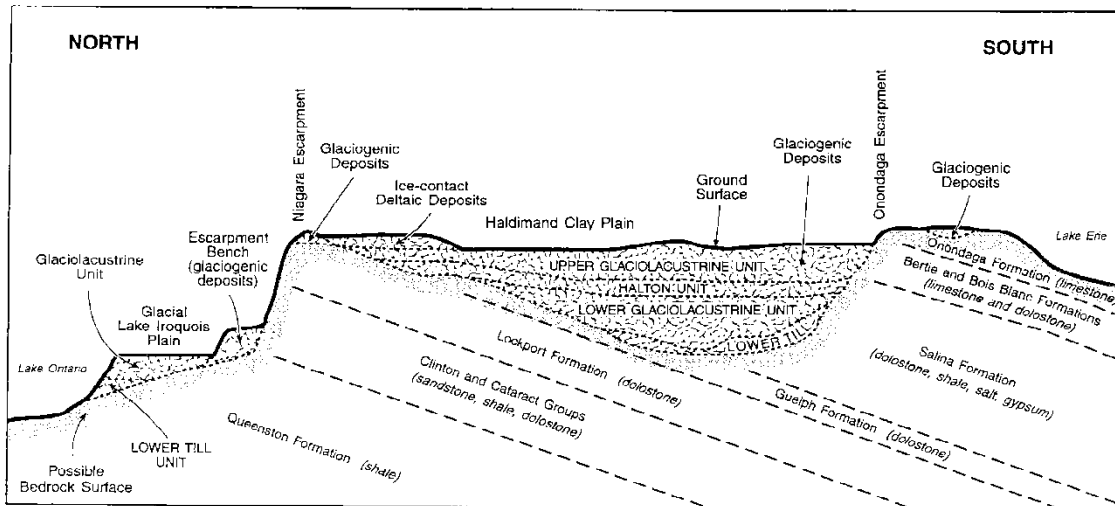 NORTH
SOUTH
Niagara Escarpment
Glaciogenic
Deposits
Ice-contact
Deltaic Deposits
Haldimand Clay Plain
Ground
Surface
Glaciogenic
Deposits
Onondaga Escarpment
Glaciogenic
Deposits
Lake Erie
Escarpment
Bench
(glaciogenic
deposits)
Glaciolacustrine
Unit
Glacial
Lake Iroquois
Plain
Lake Ontario
UPPER GLACIOLACUSTRINE UNIT
HALTON UNIT
LOWER GLACIOLACUSTRINE UNIT
LOWER TILL
Onondaga Formation (limestone)
Bertie and Bois Blanc Formations
(limestone and dolostone)
Salina Formation
(dolostone, shale, salt, gypsum)
Guelph Formation (dolostone)
Lockport Formation (dolostone)
Clinton and Cataract Groups
(sandstone, shale, dolostone)
Queenston Formation (shale)
LOWER TILL
UNIT
Possible
Bedrock Surface